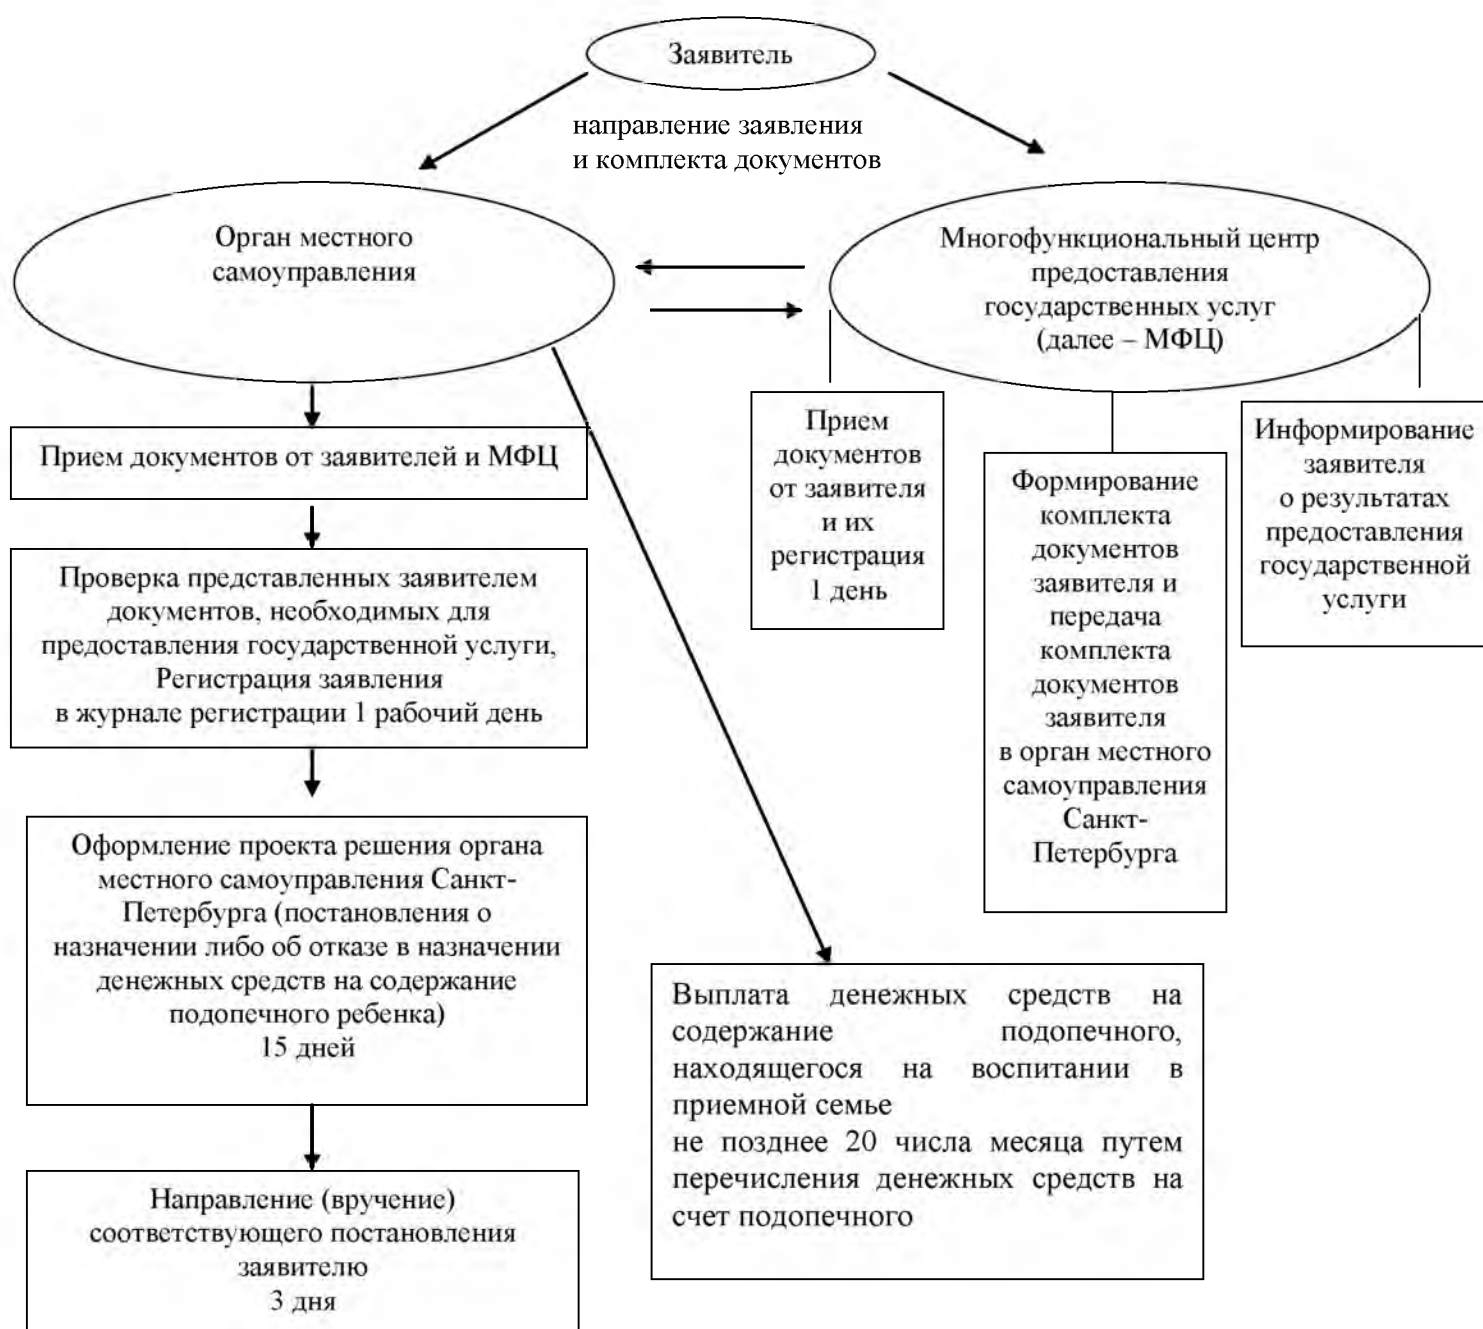 Заявитель
направление заявления
и комплекта документов
Орган местного
самоуправления
Многофункциональный центр
предоставления
государственных услуг
(далее – МФЦ)
Прием документов от заявителей и МФЦ
Проверка представленных заявителем
документов, необходимых для
предоставления государственной услуги,
Регистрация заявления
в журнале регистрации 1 рабочий день
Оформление проекта решения органа
местного самоуправления Санкт-
Петербурга (постановления о
назначении либо об отказе в назначении
денежных средств на содержание
подопечного ребенка)
15 дней
Направление (вручение)
соответствующего постановления
заявителю
3 дня
Прием
документов
от заявителя
и их
регистрация
1 день
Формирование
комплекта
документов
заявителя и
передача
комплекта
документов
заявителя
в орган местного
самоуправления
Санкт-
Петербурга
Информирование
заявителя
о результатах
предоставления
государственной
услуги
Выплата денежных средств на
содержание подопечного,
находящегося на воспитании в
приемной семье
не позднее 20 числа месяца путем
перечисления денежных средств на
счет подопечного